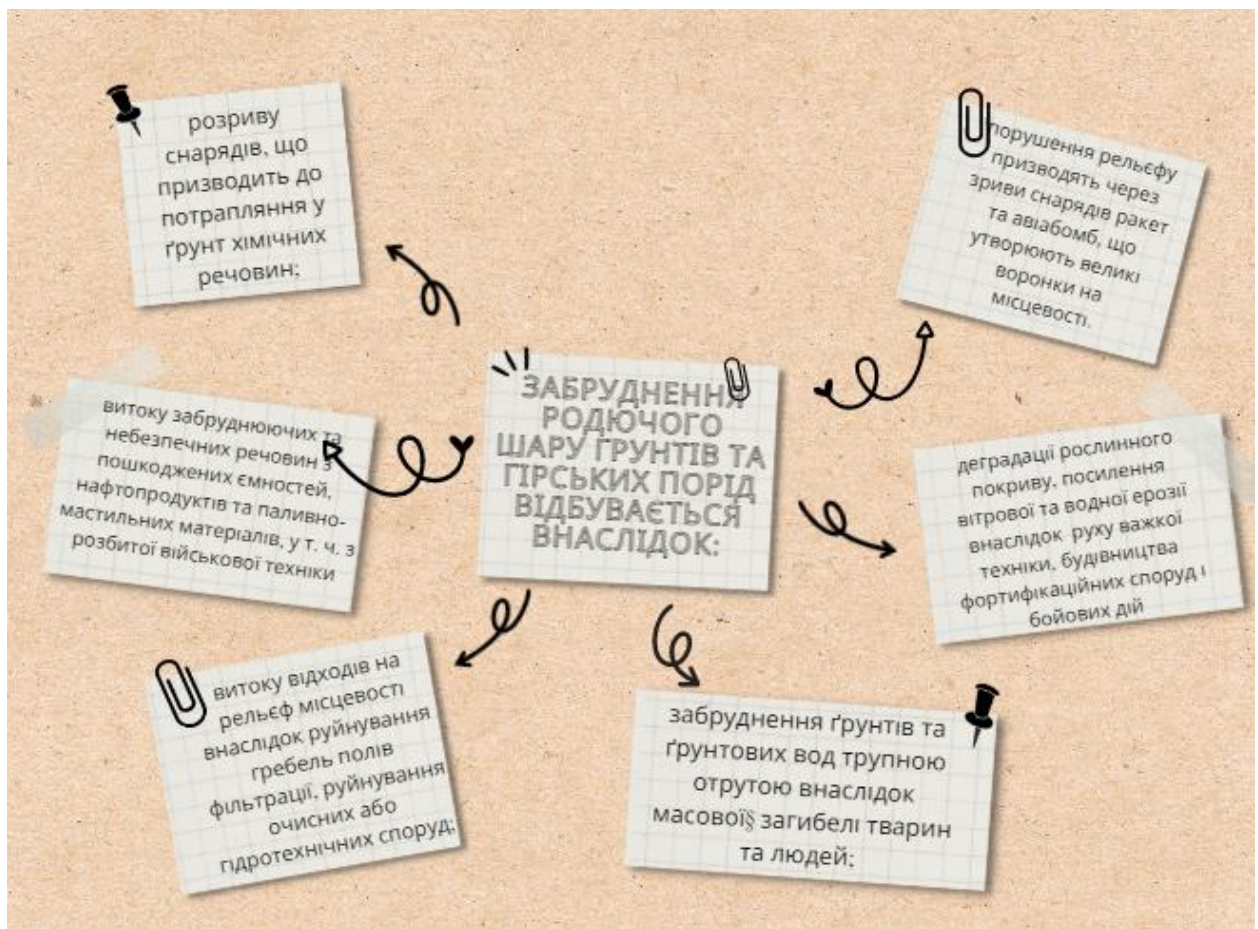 розриву
снарядів, що
призводить до
потрапляння у
ґрунт хімічних
речовин;
порушення рельєфу
призводять через
зриви снарядів ракет
та авіабомб, що
утворюють великі
воронки на
місцевості.
ЗАБРУДНЕННЯ
РОДЮЧОГО
ШАРУ ҐРУНТІВ ТА
ГІРСЬКИХ ПОРІД
ВІДБУВАЄТЬСЯ
ВНАСЛІДОК:
витоку забруднюючих та
небезпечних речовин з
пошкоджених ємностей,
нафтопродуктів та паливно-
мастильних матеріалів, у т. ч. з
розбитої військової техніки
деградації рослинного
покриву, посилення
вітрової та водної ерозії
внаслідок руху важкої
техніки, будівництва
фортифікаційних споруд і
бойових дій
витоку відходів на
рельєф місцевості
внаслідок руйнування
гребель полів
фільтрації, руйнування
очисних або
гідротехнічних споруд;
забруднення ґрунтів та
ґрунтових вод трупною
отрутою внаслідок
масової§ загибелі тварин
та людей;